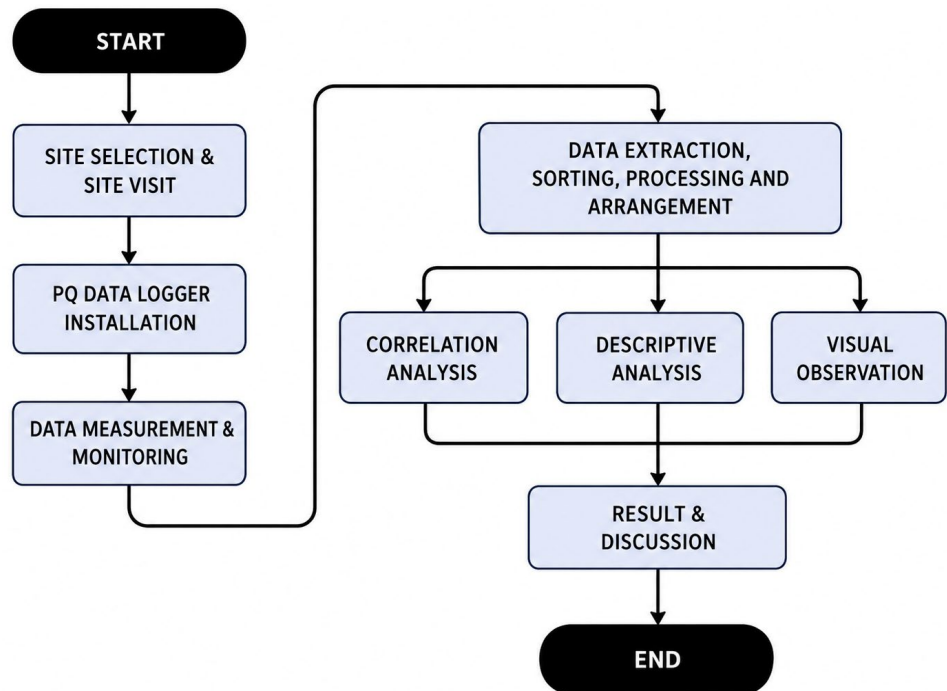 START
SITE SELECTION &
SITE VISIT
PQ DATA LOGGER
INSTALLATION
DATA MEASUREMENT &
MONITORING
DATA EXTRACTION,
SORTING, PROCESSING AND
ARRANGEMENT
CORRELATION
ANALYSIS
DESCRIPTIVE
ANALYSIS
VISUAL
OBSERVATION
RESULT &
DISCUSSION
END